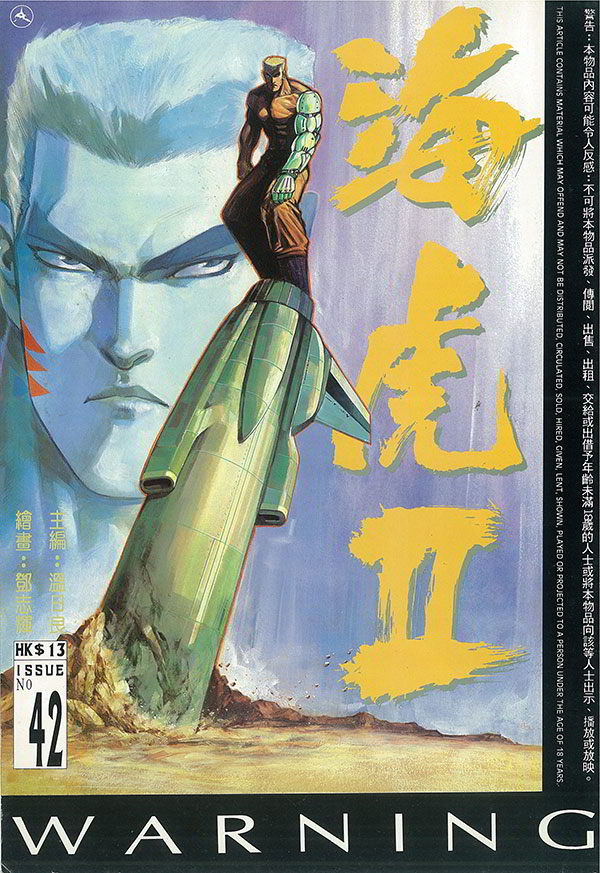 海虎II
警告：本物品內容可能令人反感：不可將本物品派發、傳閱、出售、出租、交給或出借予年齡未滿18歲的人士或將本物品向該等人士出示、播放或放映。
THIS ARTICLE CONTAINS MATERIAL WHICH MAY OFFEND AND MAY NOT BE DISTRIBUTED, CIRCULATED, SOLD, HIRED, GIVEN, LENT, SHOWN, PLAYED OR PROJECTED TO A PERSON UNDER THE AGE OF 18 YEARS.
主編：溫日良
繪畫：鄧志輝
HK$ 13
ISSUE
No
42
WARNING